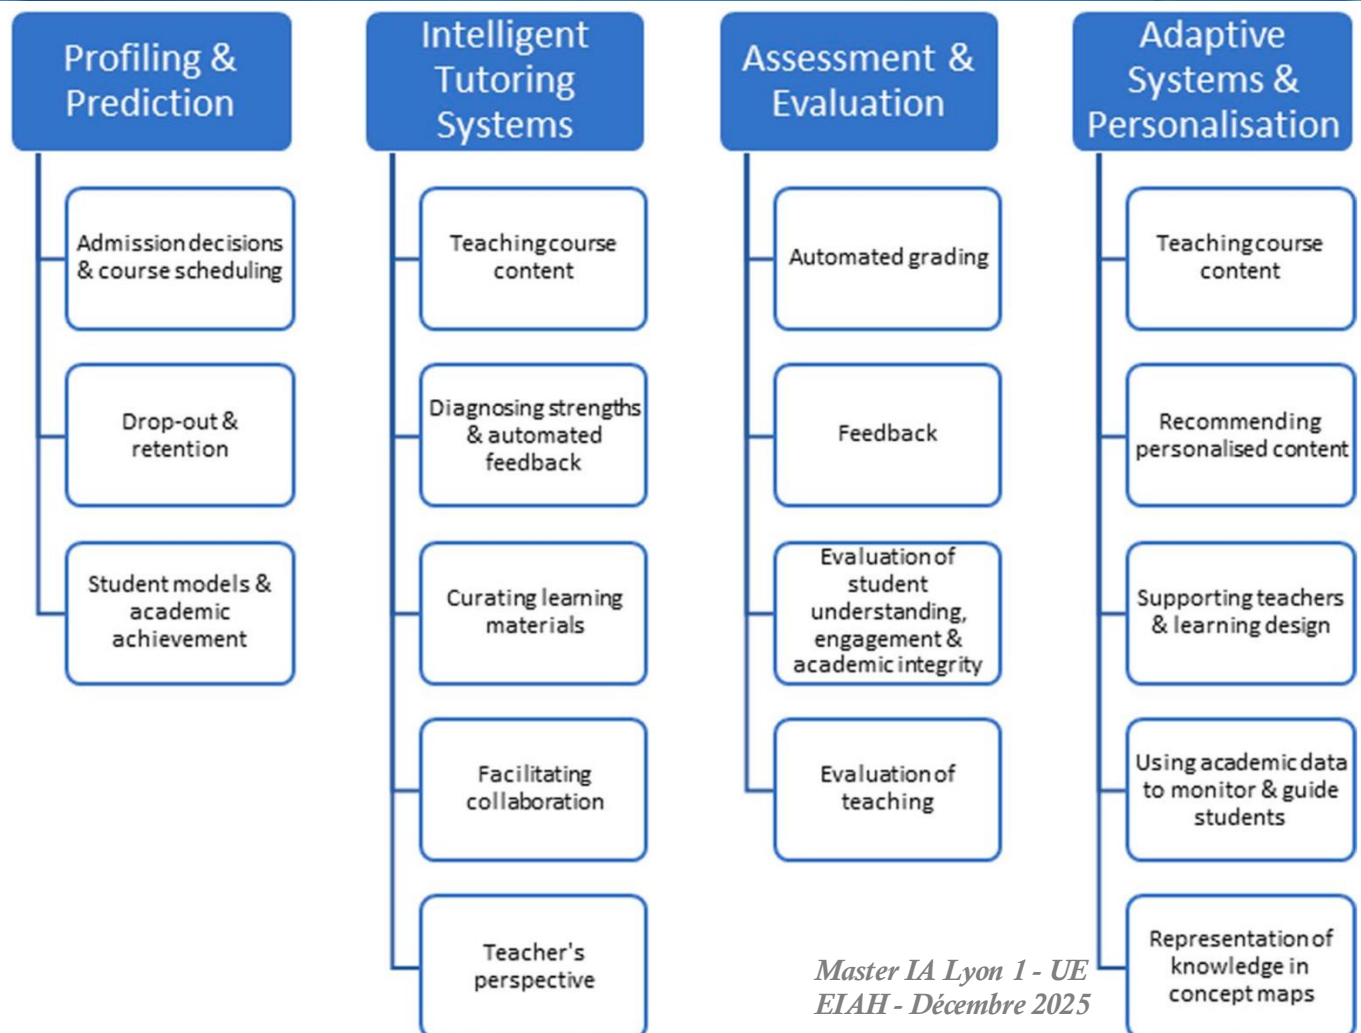 Profiling &
Prediction
Admission decisions
& course scheduling
Drop-out &
retention
Student models &
academic
achievement
Intelligent
Tutoring
Systems
Teaching course
content
Diagnosing strengths
& automated
feedback
Curating learning
materials
Facilitating
collaboration
Teacher's
perspective
Assessment &
Evaluation
Automated grading
Feedback
Evaluation of
student
understanding,
engagement &
academic integrity
Evaluation of
teaching
Adaptive
Systems &
Personalisation
Teaching course
content
Recommending
personalised content
Supporting teachers
& learning design
Using academic data
to monitor & guide
students
Representation of
knowledge in
concept maps
Master IA Lyon 1 - UE
EIAH - Décembre 2025